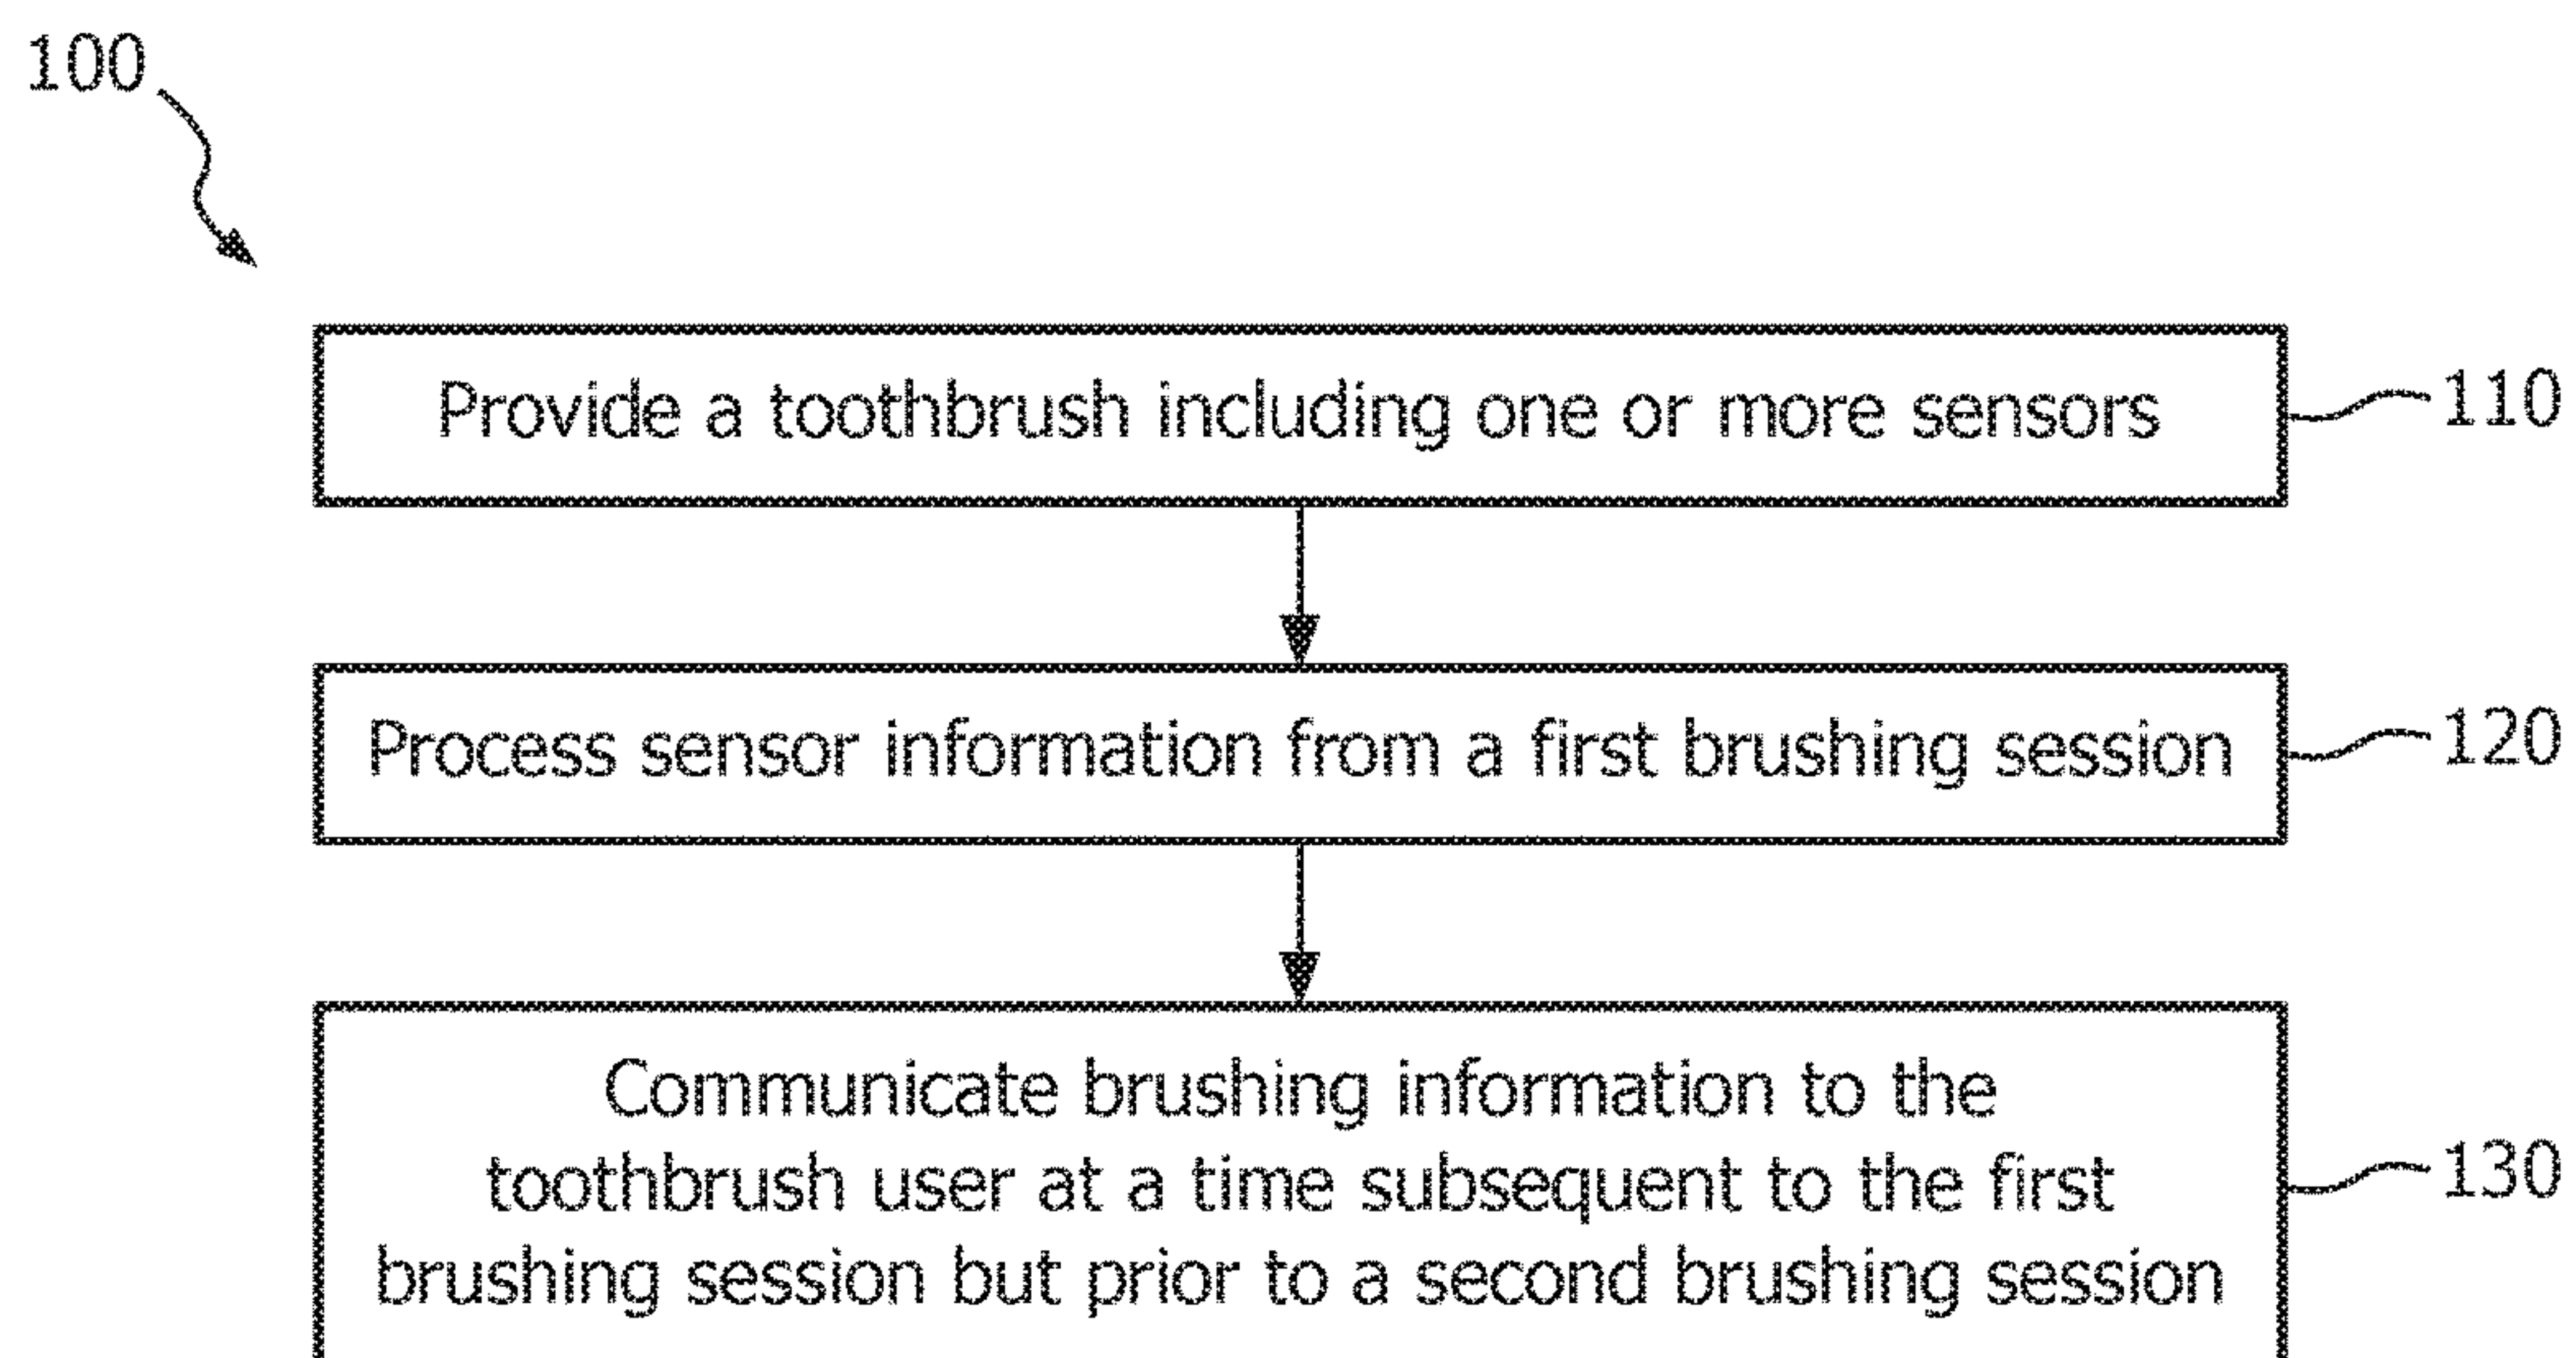 100
Provide a toothbrush including one or more sensors
110
Process sensor information from a first brushing session
120
Communicate brushing information to the
toothbrush user at a time subsequent to the first
130
brushing session but prior to a second brushing session